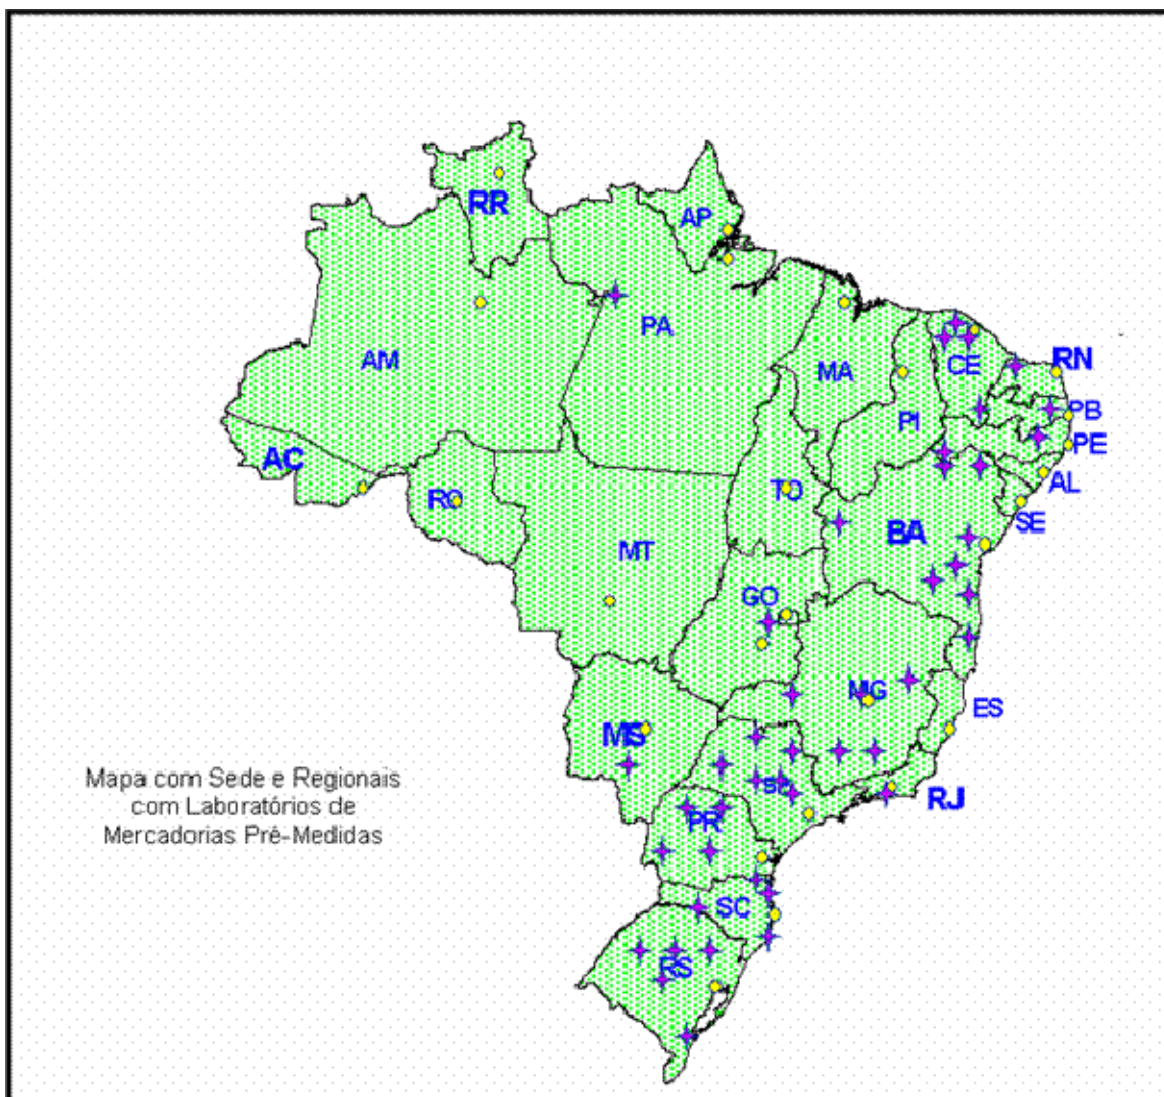 RR
AP
PA
AM
MA
CE
RN
PI
PB
PE
AC
RO
TO
AL
SE
BA
MT
GO
MG
ES
MS
SP
RJ
Mapa com Sede e Regionais
com Laboratórios de
Mercadorias Pré-Medidas
PR
SC
RS